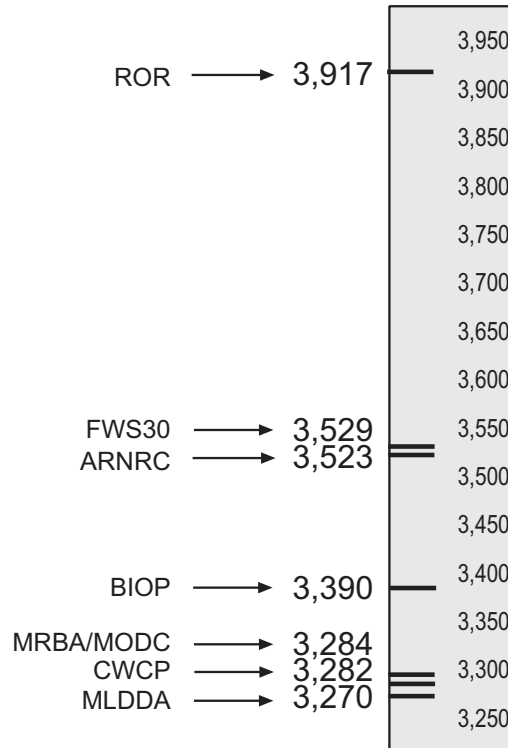 3,950
ROR 3,917
3,900
3,850
3,800
3,750
3,700
3,650
3,600
FWS30 3,529 3,550
ARNRC 3,523
3,500
3,450
BIOP 3,390 3,400
MRBA/MODC 3,284 3,350
CWCP 3,282 3,300
MLDDA 3,270
3,250